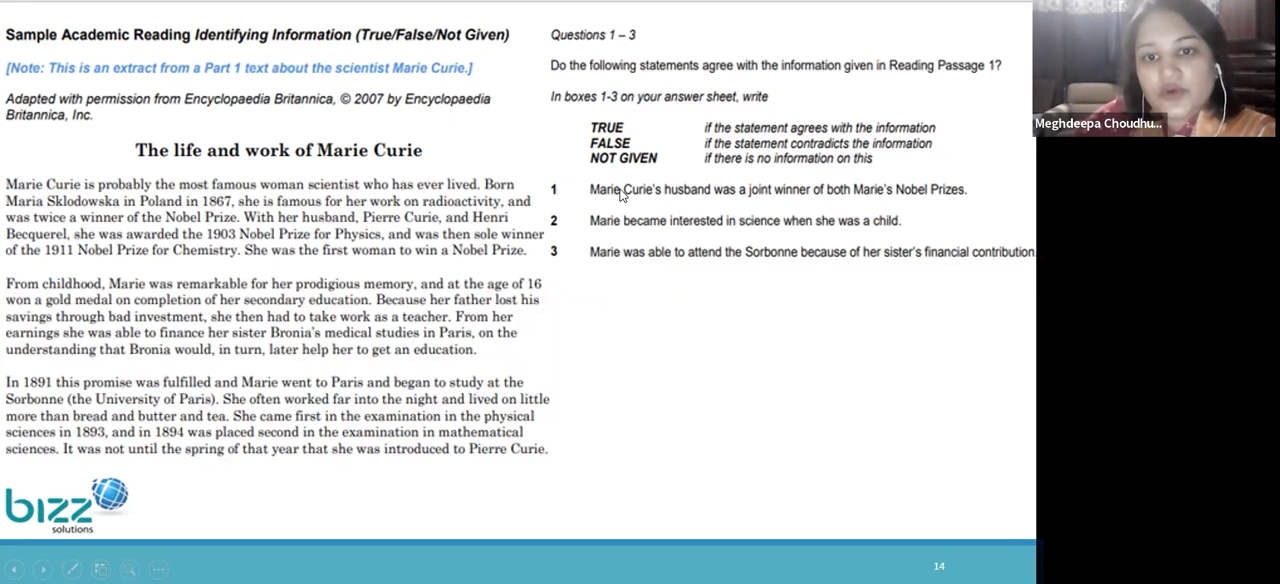 Sample Academic Reading Identifying Information (True/False/Not Given)
[Note: This is an extract from a Part 1 text about the scientist Marie Curie.]
Adapted with permission from Encyclopaedia Britannica, © 2007 by Encyclopaedia
Britannica, Inc.
The life and work of Marie Curie
Marie Curie is probably the most famous woman scientist who has ever lived. Born
Maria Sklodowska in Poland in 1867, she is famous for her work on radioactivity, and
was twice a winner of the Nobel Prize. With her husband, Pierre Curie, and Henri
Becquerel, she was awarded the 1903 Nobel Prize for Physics, and was then sole winner
of the 1911 Nobel Prize for Chemistry. She was the first woman to win a Nobel Prize.
From childhood, Marie was remarkable for her prodigious memory, and at the age of 16
won a gold medal on completion of her secondary education. Because her father lost his
savings through bad investment, she then had to take work as a teacher. From her
earnings she was able to finance her sister Bronia's medical studies in Paris, on the
understanding that Bronia would, in turn, later help her to get an education.
In 1891 this promise was fulfilled and Marie went to Paris and began to study at the
Sorbonne (the University of Paris). She often worked far into the night and lived on little
more than bread and butter and tea. She came first in the examination in the physical
sciences in 1893, and in 1894 was placed second in the examination in mathematical
sciences. It was not until the spring of that year that she was introduced to Pierre Curie.
bizz
solutions
Questions 1 – 3
Do the following statements agree with the information given in Reading Passage 1?
In boxes 1-3 on your answer sheet, write
TRUE if the statement agrees with the information
FALSE if the statement contradicts the information
NOT GIVEN if there is no information on this
1 Marie Curie's husband was a joint winner of both Marie's Nobel Prizes.
2 Marie became interested in science when she was a child.
3 Marie was able to attend the Sorbonne because of her sister's financial contribution.
14
Meghdeepa Choudhu...